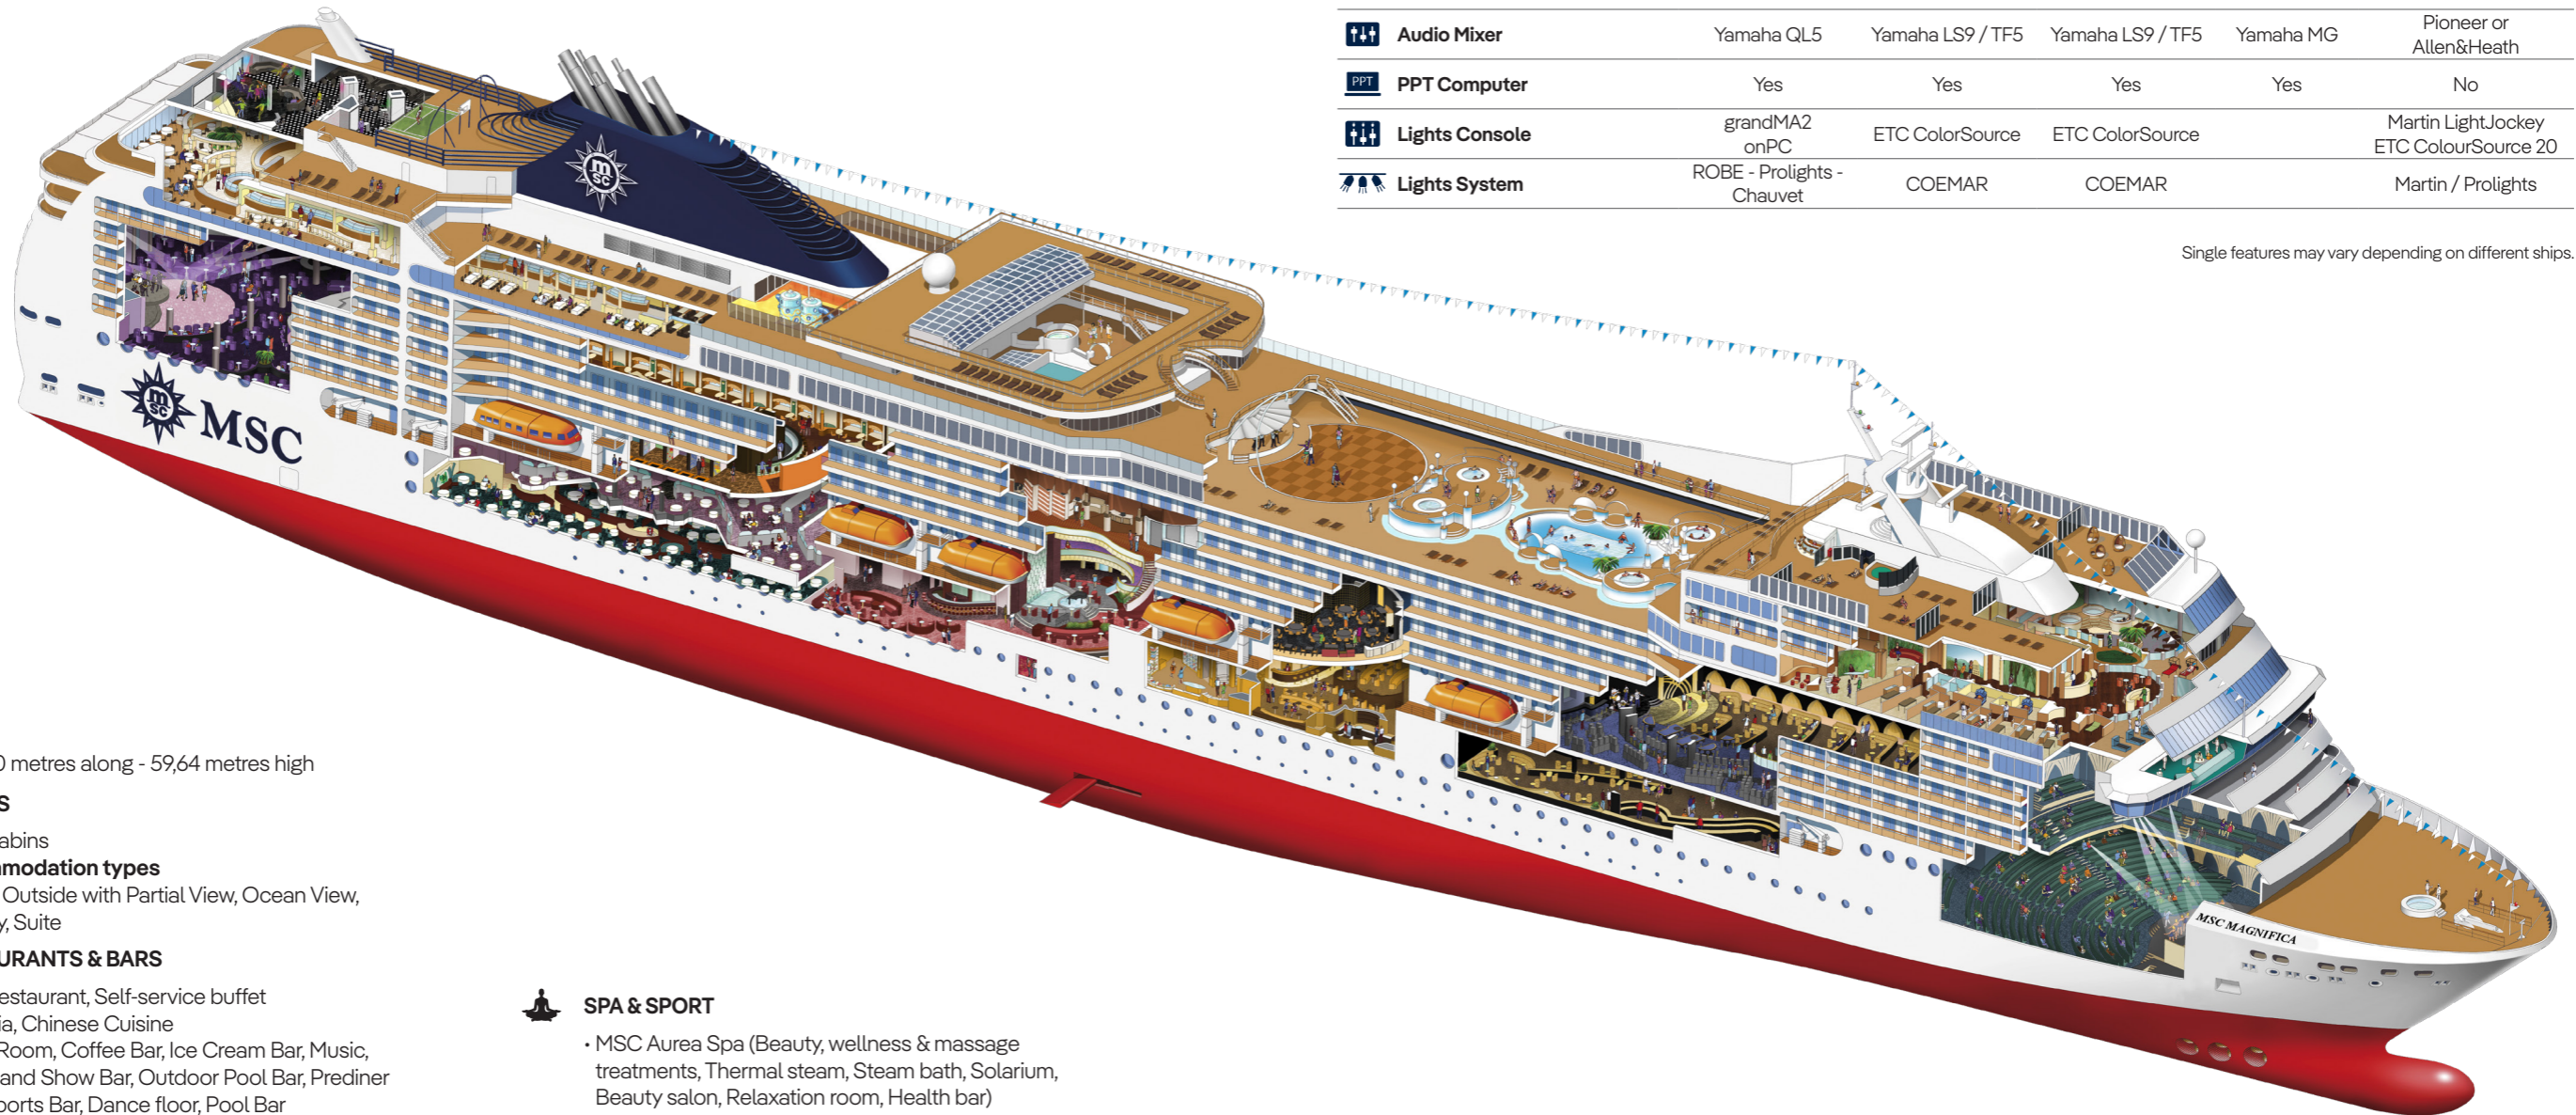 Audio Mixer Yamaha QL5 Yamaha LS9 / TF5 Yamaha LS9 / TF5 Yamaha MG Pioneer or Allen&Heath
PPT PPT Computer Yes Yes Yes Yes No
Lights Console grandMA2 onPC ETC ColorSource ETC ColorSource Martin LightJockey ETC ColourSource 20
Lights System ROBE - Prolights - Chauvet COEMAR COEMAR Martin / Prolights
Single features may vary depending on different ships.
m
sc
m
sc
MSC
MSC MAGNIFICA
0 metres along - 59,64 metres high
S
abins
modation types
Outside with Partial View, Ocean View,
y, Suite
URANTS & BARS
estaurant, Self-service buffet
ia, Chinese Cuisine
Room, Coffee Bar, Ice Cream Bar, Music,
and Show Bar, Outdoor Pool Bar, Prediner
ports Bar, Dance floor, Pool Bar
SPA & SPORT
• MSC Aurea Spa (Beauty, wellness & massage
treatments, Thermal steam, Steam bath, Solarium,
Beauty salon, Relaxation room, Health bar)